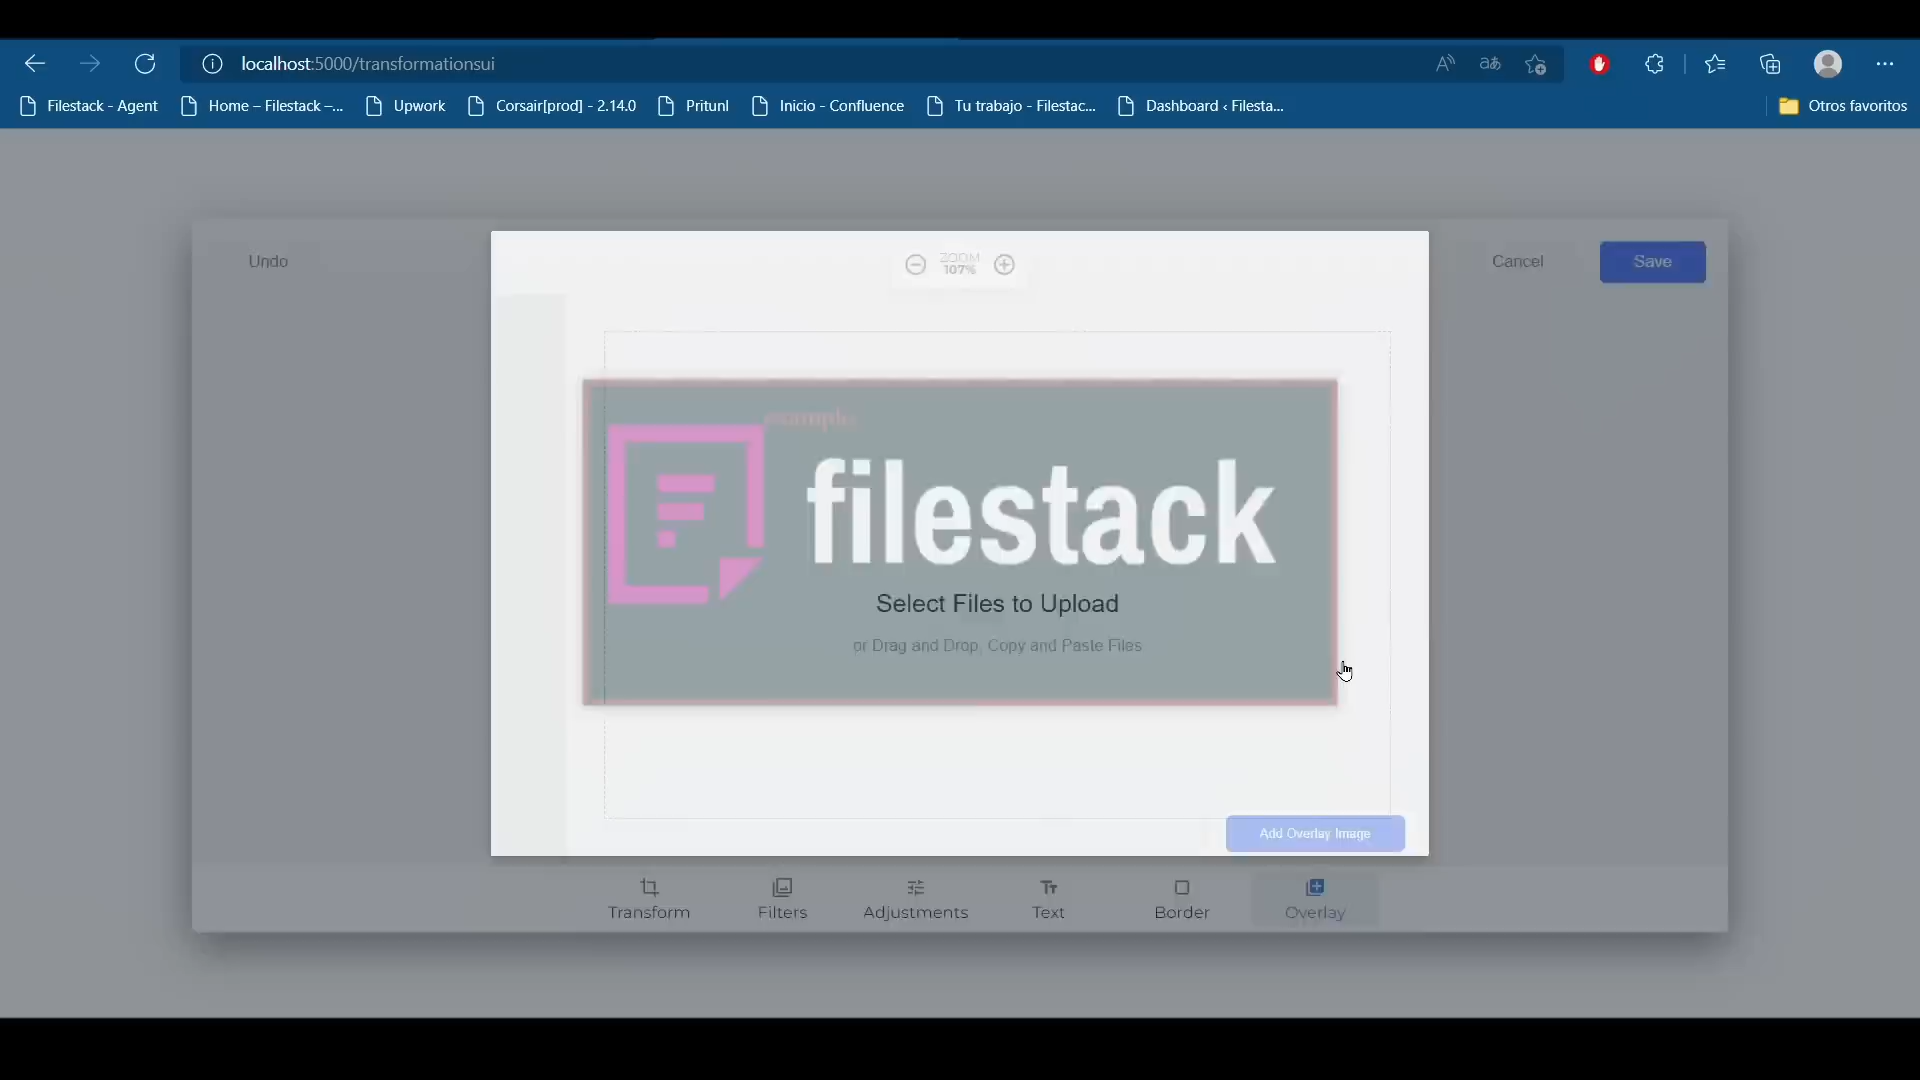 localhost:5000/transformationsui
Filestack - Agent
Home – Filestack –...
Upwork
Corsair[prod] - 2.14.0
Pritunl
Inicio - Confluence
Tu trabajo - Filestac...
Dashboard ‹ Filesta...
Otros favoritos
Undo
ZOOM
107%
Cancel
Save
example
filestack
Select Files to Upload
or Drag and Drop, Copy and Paste Files
Add Overlay Image
Transform
Filters
Adjustments
Text
Border
Overlay